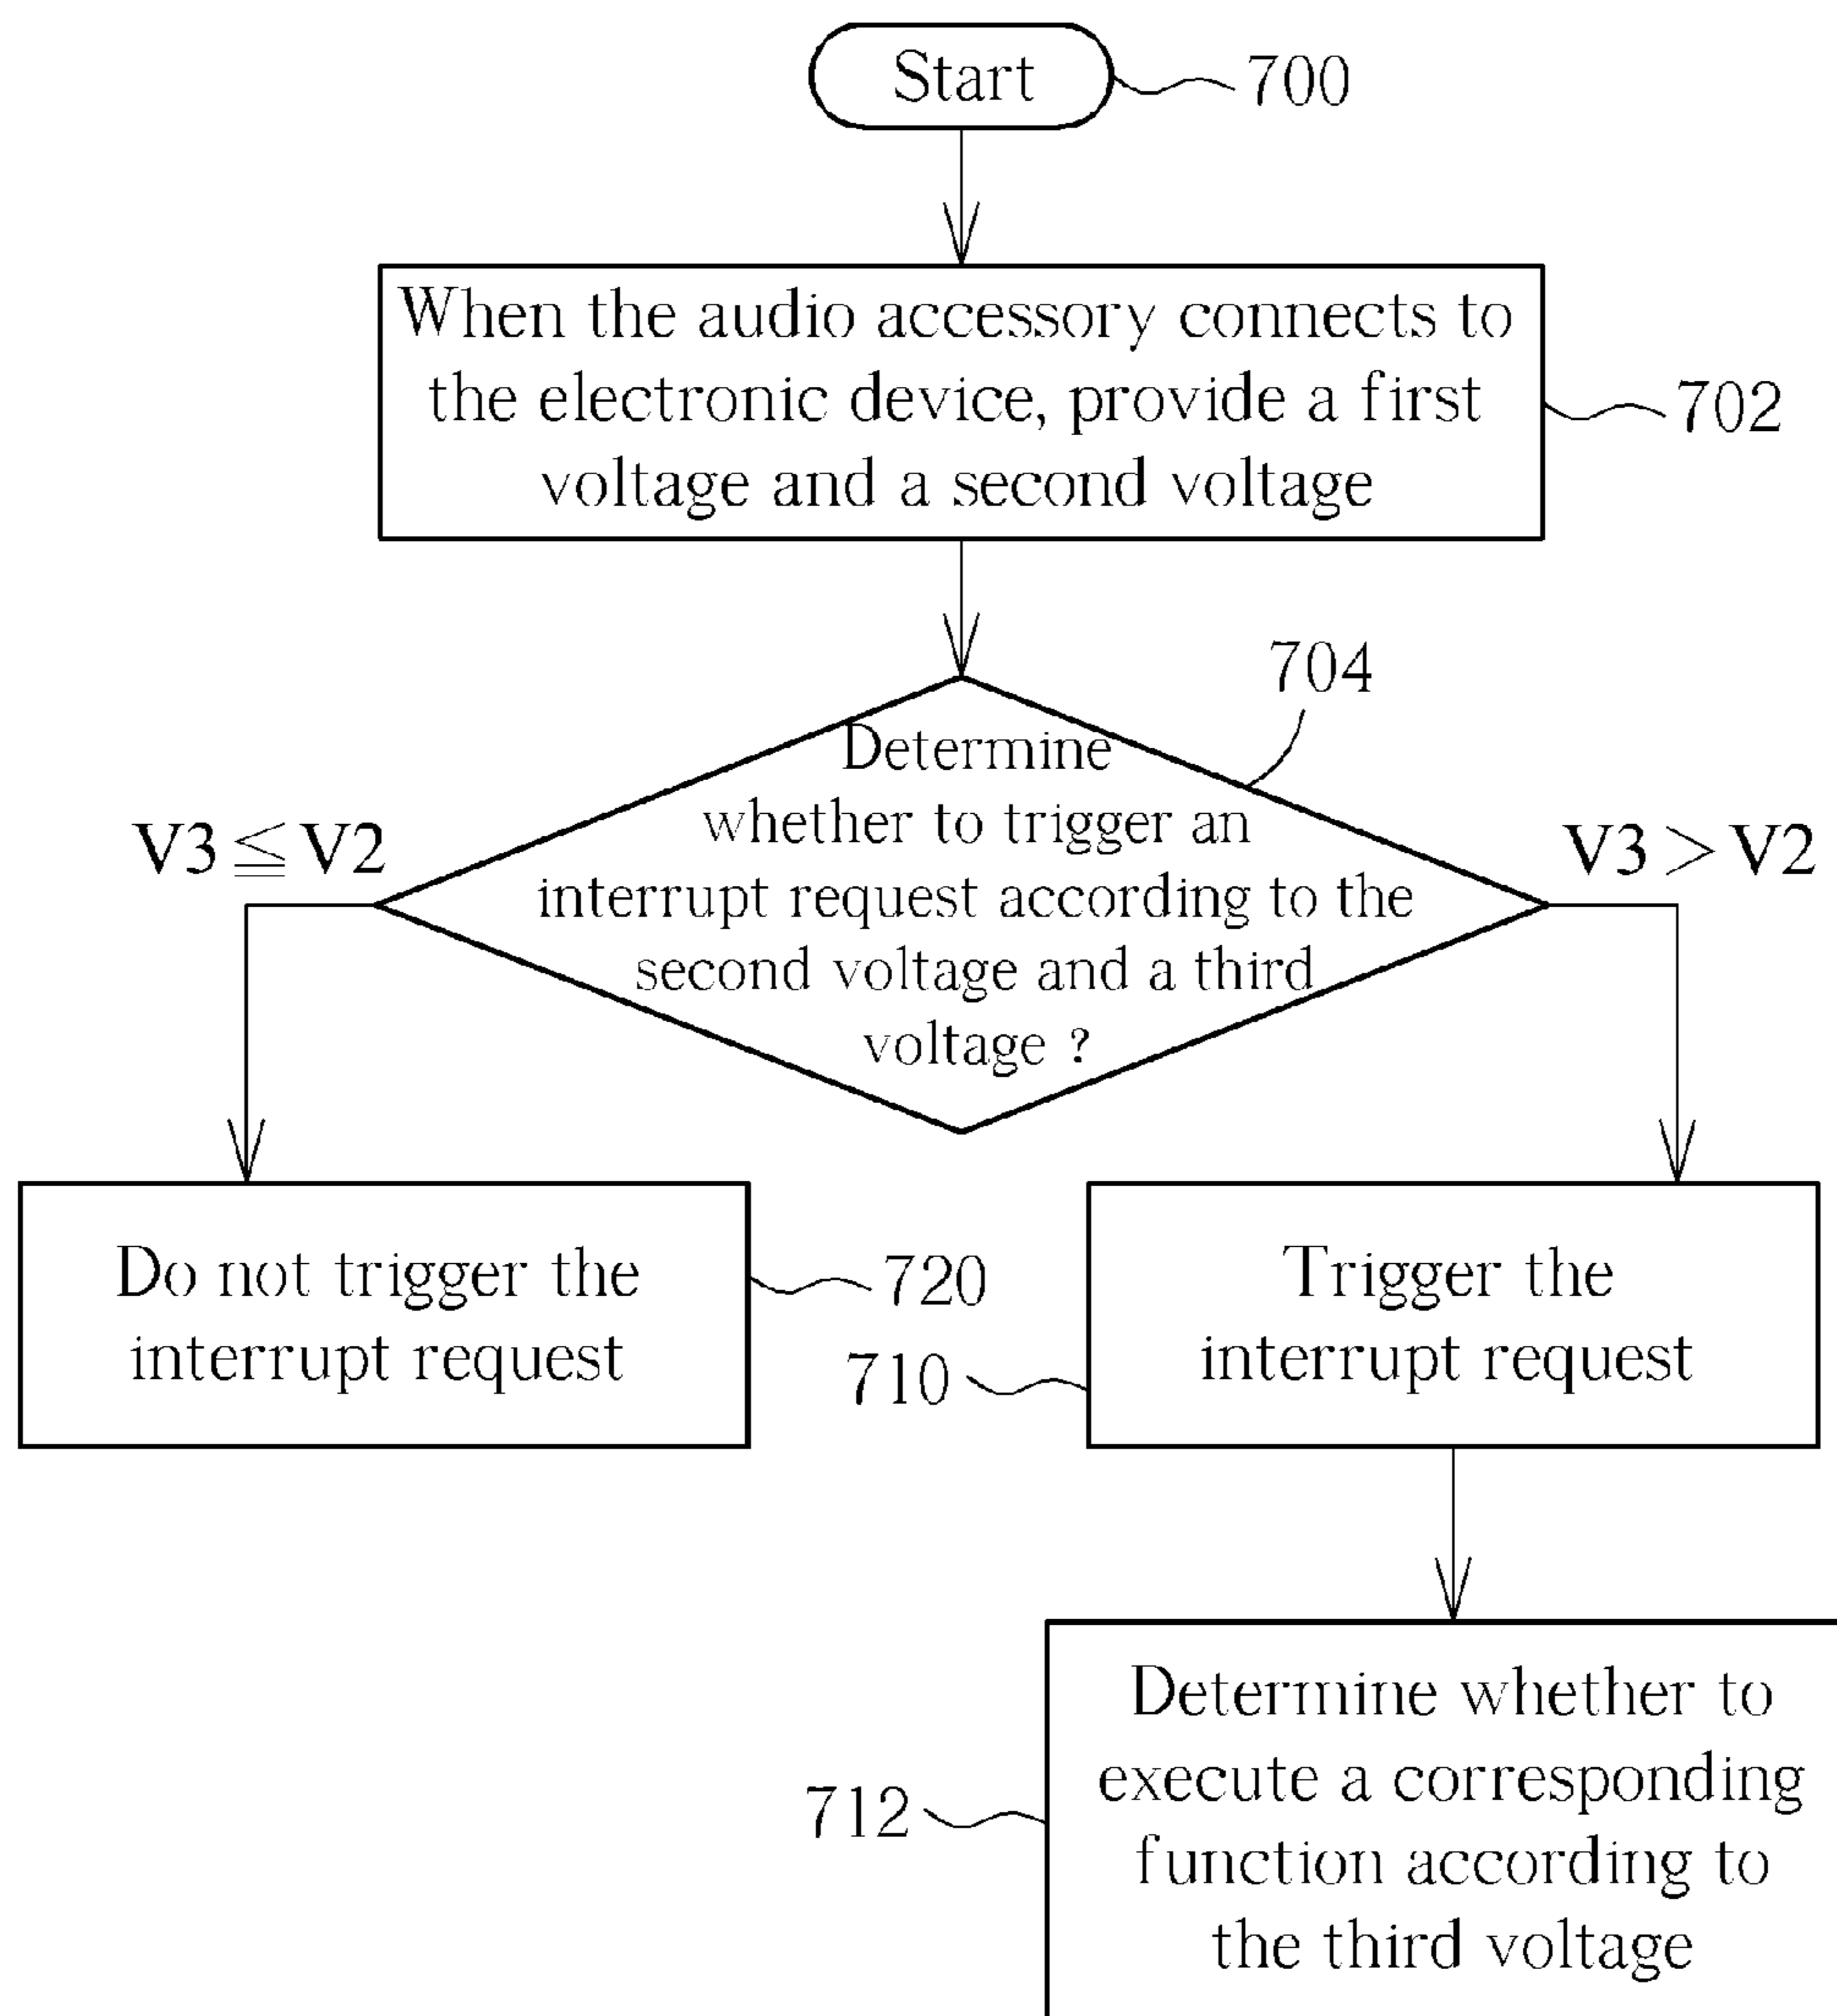 Start
700
When the audio accessory connects to
the electronic device, provide a first
voltage and a second voltage
702
704
Determine
whether to trigger an
interrupt request according to the
second voltage and a third
voltage ?
V3≦V2
V3>V2
Do not trigger the
interrupt request
720
Trigger the
interrupt request
710
Determine whether to
execute a corresponding
function according to
the third voltage
712